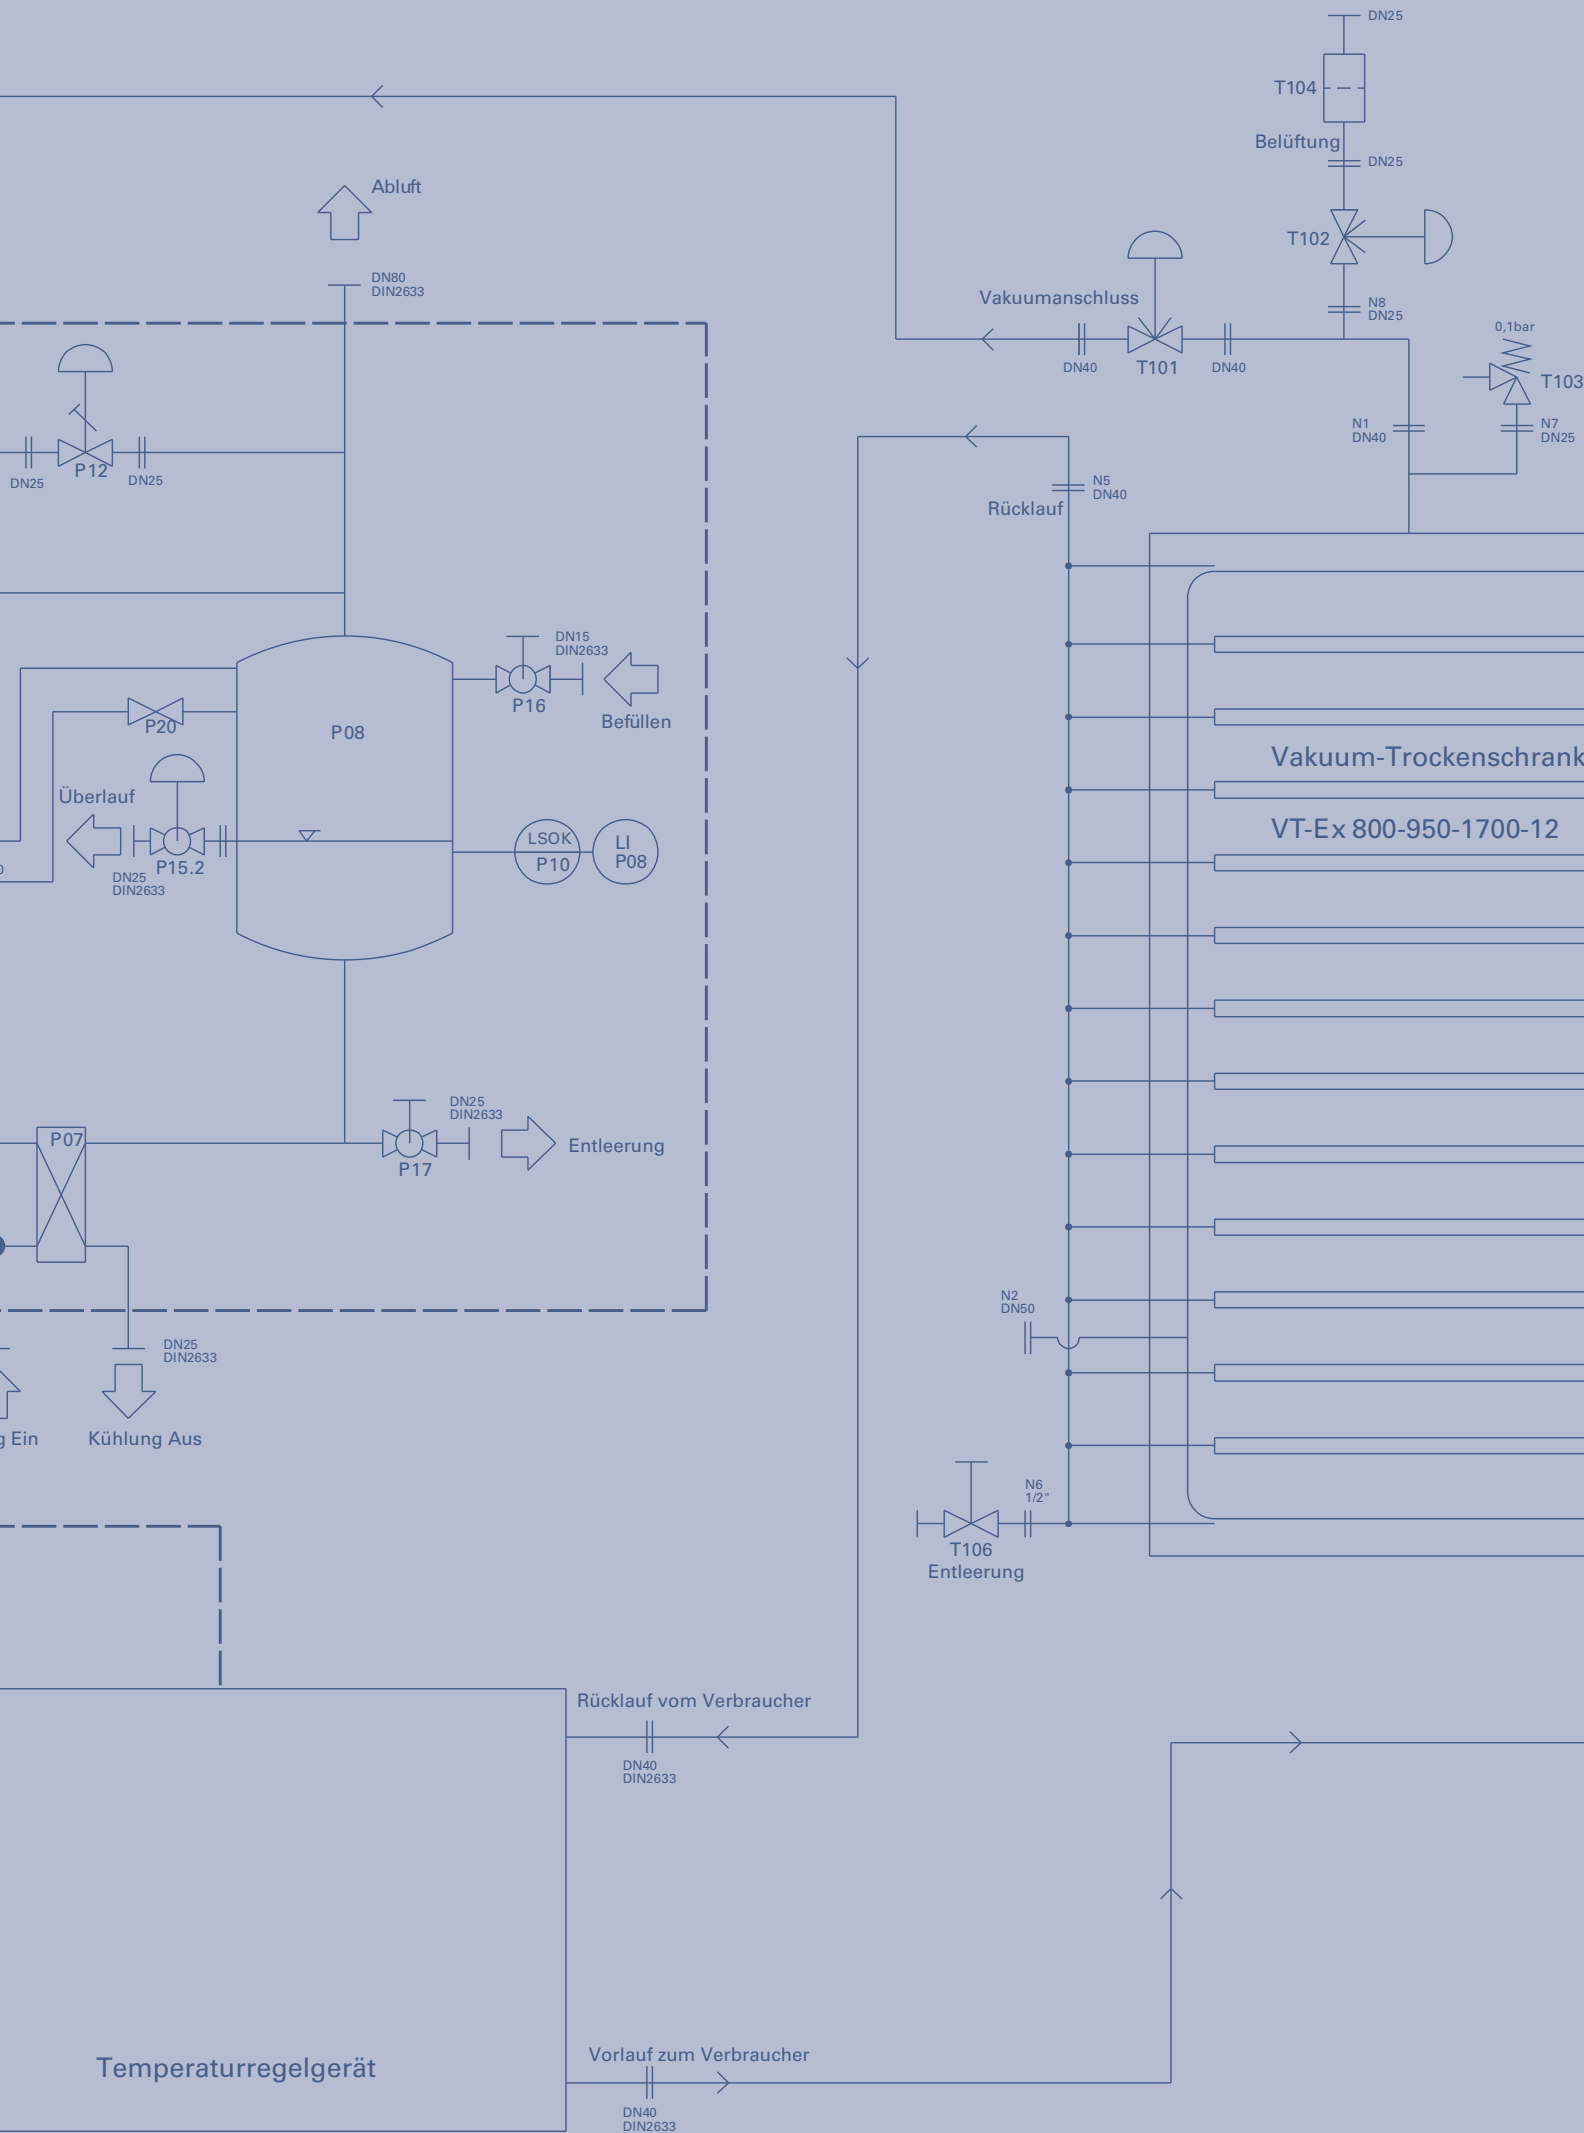 DN25
T104
Belüftung
DN25
Abluft
T102
DN80
DIN2633
Vakuumanschluss
N8
DN25
0,1bar
DN40
T101
DN40
T103
N1
DN40
N7
DN25
P12
DN25
DN25
N5
DN40
Rücklauf
DN15
DIN2633
P16
Befüllen
P20
P08
Vakuum-Trockenschrank
Überlauf
VT-Ex 800-950-1700-12
LSOK
P10
LI
P08
P15.2
DN25
DIN2633
0
DN25
DIN2633
P07
Entleerung
P17
N2
DN50
DN25
DIN2633
g Ein
Kühlung Aus
N6
1/2"
T106
Entleerung
Rücklauf vom Verbraucher
DN40
DIN2633
Vorlauf zum Verbraucher
Temperaturregelgerät
DN40
DIN2633